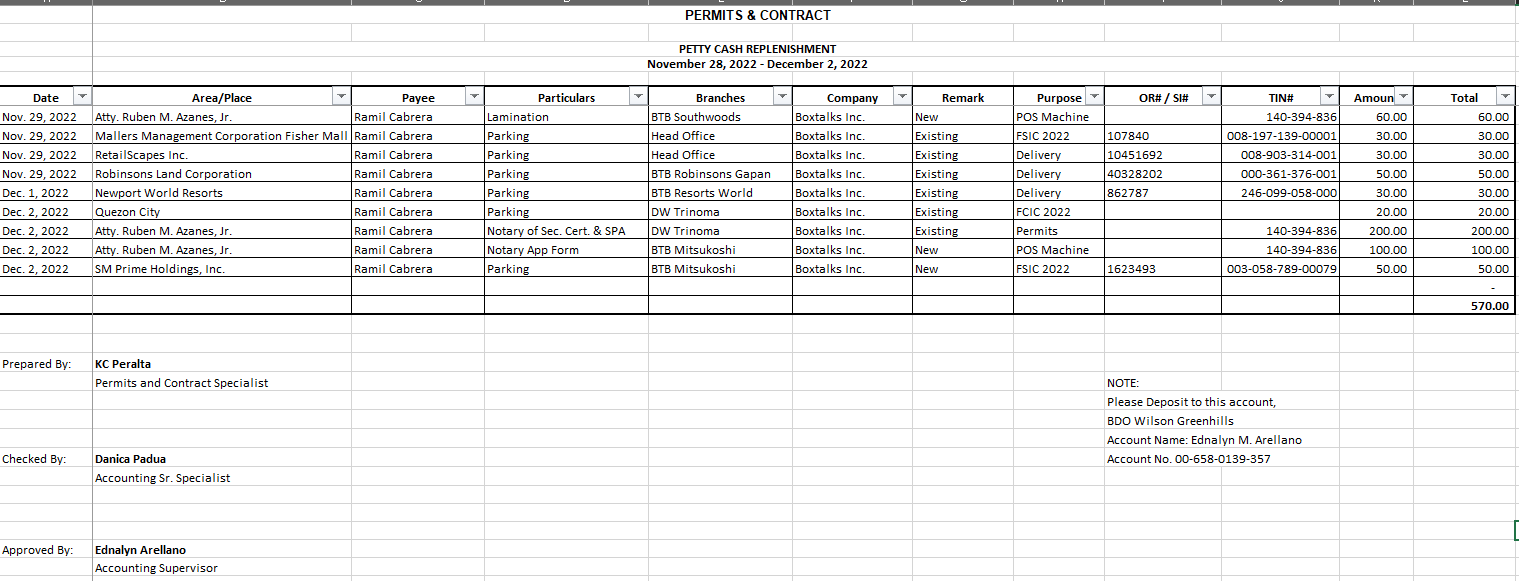 PERMITS & CONTRACT
PETTY CASH REPLENISHMENT
November 28, 2022 - December 2, 2022
Date Area/Place Payee Particulars Branches Company Remark Purpose OR# / SI# TIN# Amoun Total
Nov. 29, 2022 Atty. Ruben M. Azanes, Jr. Ramil Cabrera Lamination BTB Southwoods Boxtalks Inc. New POS Machine 140-394-836 60.00 60.00
Nov. 29, 2022 Mallers Management Corporation Fisher Mall Ramil Cabrera Parking Head Office Boxtalks Inc. Existing FSIC 2022 107840 008-197-139-00001 30.00 30.00
Nov. 29, 2022 RetailScapes Inc. Ramil Cabrera Parking Head Office Boxtalks Inc. Existing Delivery 10451692 008-903-314-001 30.00 30.00
Nov. 29, 2022 Robinsons Land Corporation Ramil Cabrera Parking BTB Robinsons Gapan Boxtalks Inc. Existing Delivery 40328202 000-361-376-001 50.00 50.00
Dec. 1, 2022 Newport World Resorts Ramil Cabrera Parking BTB Resorts World Boxtalks Inc. Existing Delivery 862787 246-099-058-000 30.00 30.00
Dec. 2, 2022 Quezon City Ramil Cabrera Parking DW Trinoma Boxtalks Inc. Existing FCIC 2022 20.00 20.00
Dec. 2, 2022 Atty. Ruben M. Azanes, Jr. Ramil Cabrera Notary of Sec. Cert. & SPA DW Trinoma Boxtalks Inc. Existing Permits 140-394-836 200.00 200.00
Dec. 2, 2022 Atty. Ruben M. Azanes, Jr. Ramil Cabrera Notary App Form BTB Mitsukoshi Boxtalks Inc. New POS Machine 140-394-836 100.00 100.00
Dec. 2, 2022 SM Prime Holdings, Inc. Ramil Cabrera Parking BTB Mitsukoshi Boxtalks Inc. New FSIC 2022 1623493 003-058-789-00079 50.00 50.00
-
570.00
Prepared By: KC Peralta
Permits and Contract Specialist NOTE:
Please Deposit to this account,
BDO Wilson Greenhills
Account Name: Ednalyn M. Arellano
Checked By: Danica Padua Account No. 00-658-0139-357
Accounting Sr. Specialist
Approved By: Ednalyn Arellano
Accounting Supervisor